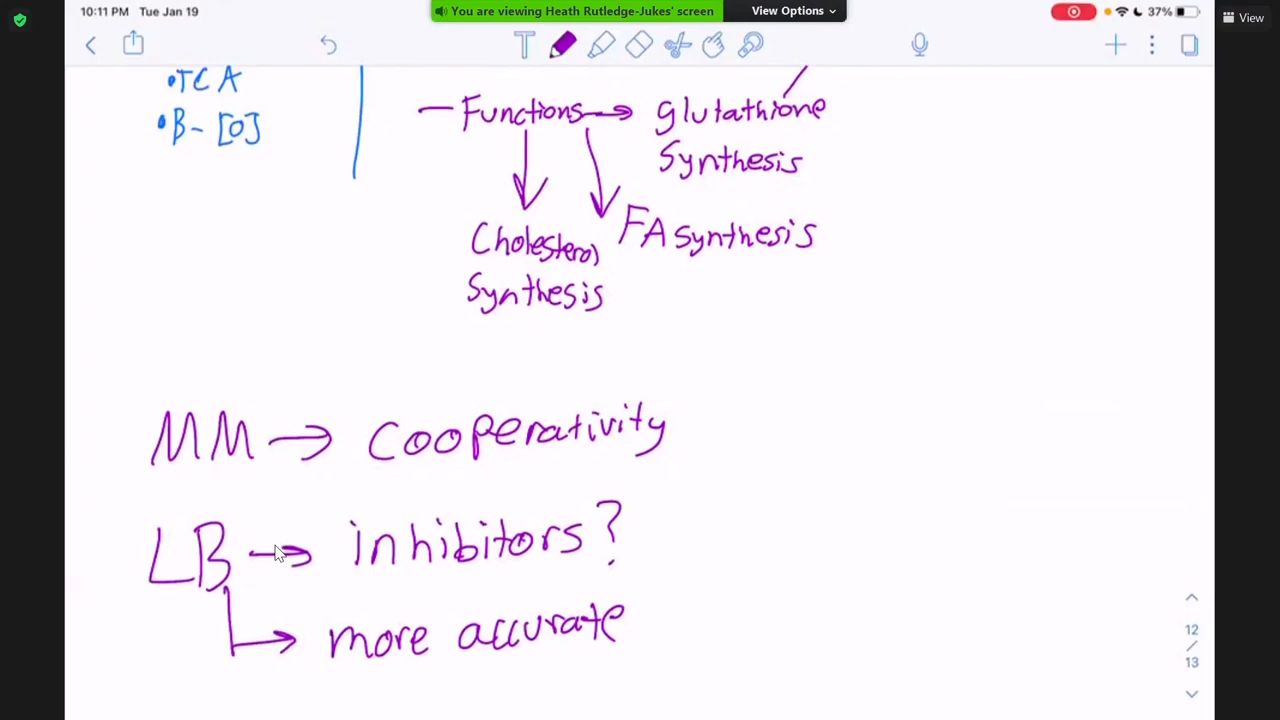 10:11 PM Tue Jan 19
You are viewing Heath Rutledge-Jukes' screen
View Options
37%
View
T
•TCA
•B-[O]
— Functions → glutathione
Synthesis
Cholesterol
Synthesis
FA synthesis
MM → Cooperativity
LB → inhibitors?
↳ more accurate
12
/
13